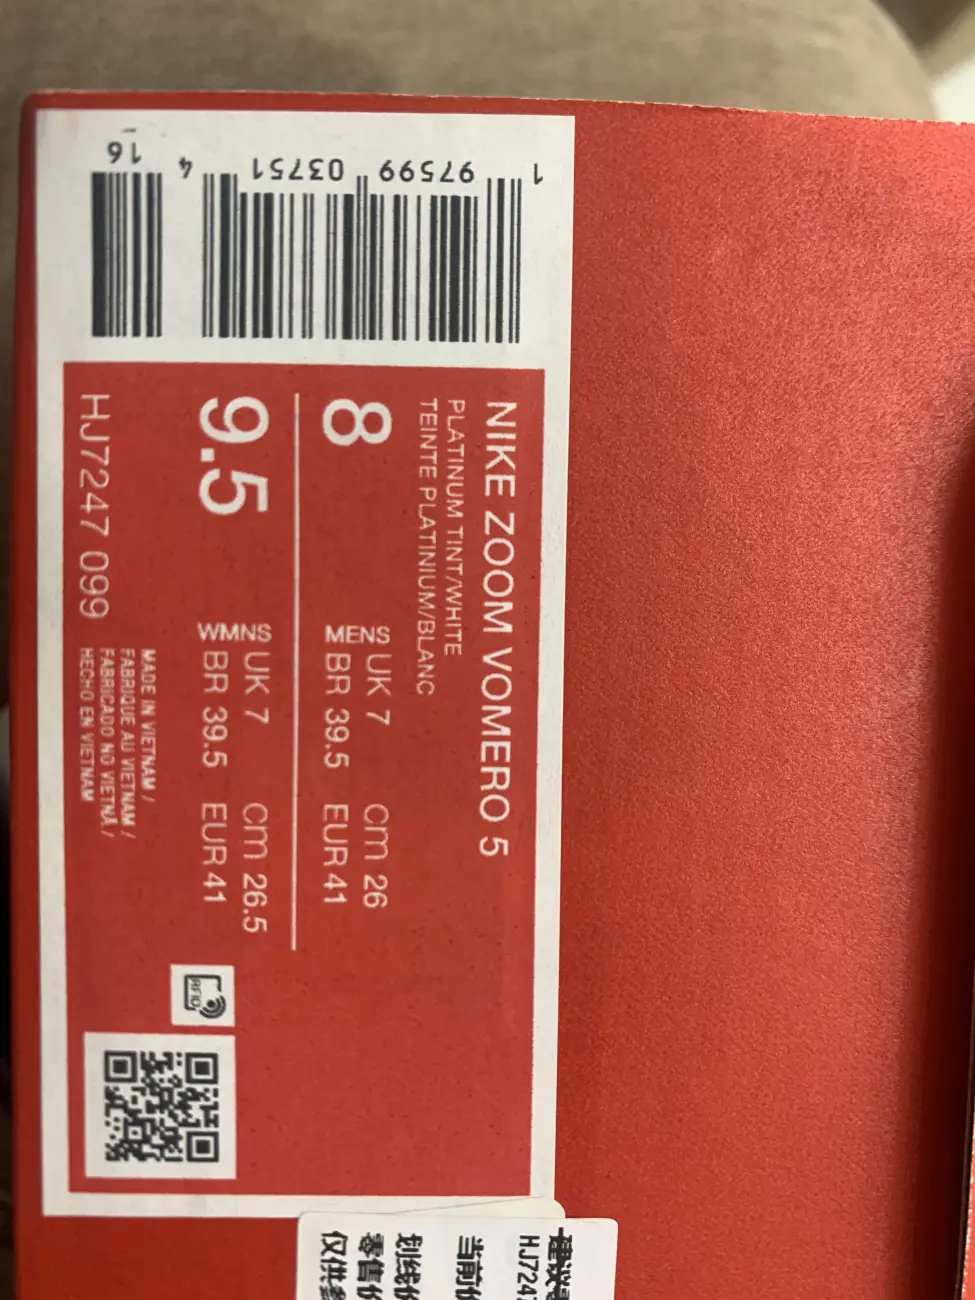 NIKE ZOOM VOMERO 5
PLATINUM TINT/WHITE
TEINTE PLATINIUM/BLANC
8
MENS
UK 7 cm 26
BR 39.5 EUR 41
9.5
WMNS
UK 7 cm 26.5
BR 39.5 EUR 41
HJ7247 099
MADE IN VIETNAM /
FABRIQUE AU VIETNAM /
FABRICADO NO VIETNÃ /
HECHO EN VIETNAM
RFID
1 97599 03751 4
16
HJ7247
当前价
划线价
零售价
仅供参